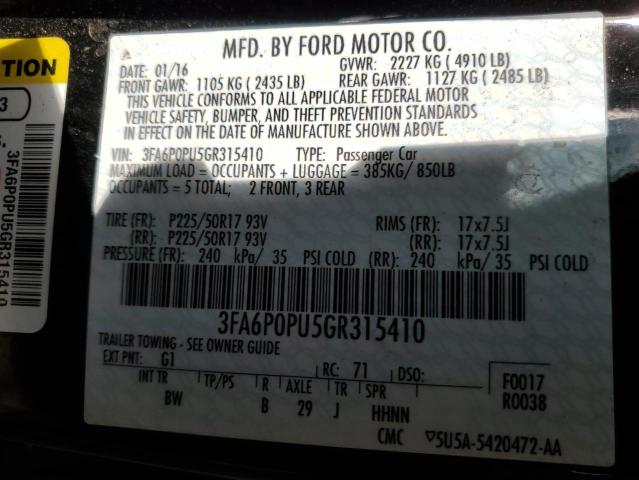 TION
3
3FA6P0PU5GR315410
MFD. BY FORD MOTOR CO.
DATE: 01/16 GVWR: 2227 KG ( 4910 LB)
FRONT GAWR: 1105 KG ( 2435 LB) REAR GAWR: 1127 KG ( 2485 LB)
THIS VEHICLE CONFORMS TO ALL APPLICABLE FEDERAL MOTOR
VEHICLE SAFETY, BUMPER, AND THEFT PREVENTION STANDARDS
IN EFFECT ON THE DATE OF MANUFACTURE SHOWN ABOVE.
VIN: 3FA6P0PU5GR315410 TYPE: Passenger Car
MAXIMUM LOAD = OCCUPANTS + LUGGAGE = 385KG/ 850LB
OCCUPANTS = 5 TOTAL; 2 FRONT, 3 REAR
TIRE (FR): P225/50R17 93V RIMS (FR): 17x7.5J
(RR): P225/50R17 93V (RR): 17x7.5J
PRESSURE (FR): 240 kPa/ 35 PSI COLD (RR): 240 kPa/ 35 PSI COLD
3FA6P0PU5GR315410
TRAILER TOWING - SEE OWNER GUIDE
EXT PNT: G1 RC: 71 DSO: F0017
INT TR TP/PS R AXLE TR SPR R0038
BW B 29 J HHNN
CMC ▽5U5A-5420472-AA